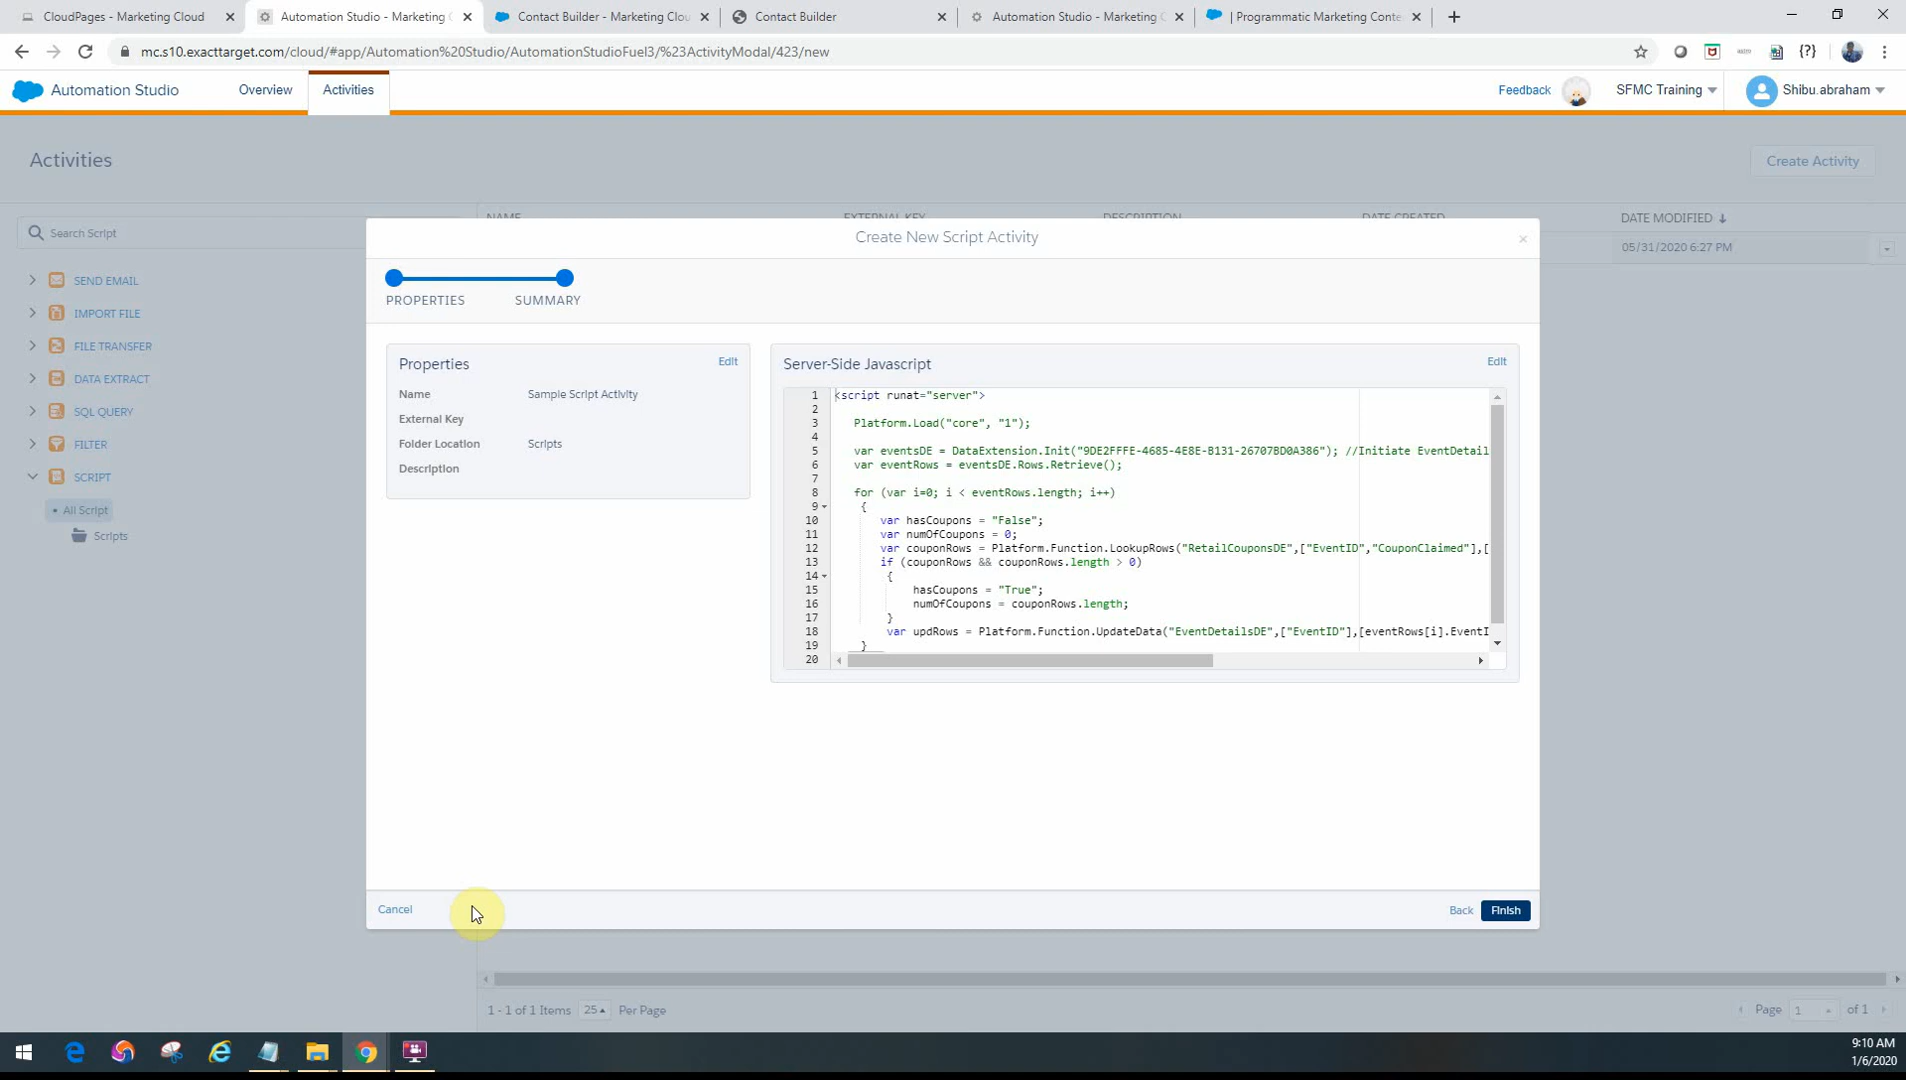 CloudPages - Marketing Cloud
Automation Studio - Marketing C
Contact Builder - Marketing Clou
Contact Builder
Automation Studio - Marketing C
| Programmatic Marketing Conte
mc.s10.exacttarget.com/cloud/#app/Automation%20Studio/AutomationStudioFuel3/%23ActivityModal/423/new
Automation Studio
Overview
Activities
Feedback
SFMC Training
Shibu.abraham
Activities
Create Activity
Search Script
NAME
EXTERNAL KEY
DESCRIPTION
DATE CREATED
DATE MODIFIED
05/31/2020 6:27 PM
SEND EMAIL
IMPORT FILE
FILE TRANSFER
DATA EXTRACT
SQL QUERY
FILTER
SCRIPT
All Script
Scripts
Create New Script Activity
PROPERTIES
SUMMARY
Properties
Edit
Name
Sample Script Activity
External Key
Folder Location
Scripts
Description
Server-Side Javascript
Edit
1 <script runat="server">
2
3 Platform.Load("core", "1");
4
5 var eventsDE = DataExtension.Init("9DE2FFFE-4685-4E8E-B131-26707BD0A386"); //Initiate EventDetail
6 var eventRows = eventsDE.Rows.Retrieve();
7
8 for (var i=0; i < eventRows.length; i++)
9 {
10 var hasCoupons = "False";
11 var numOfCoupons = 0;
12 var couponRows = Platform.Function.LookupRows("RetailCouponsDE",["EventID","CouponClaimed"],[
13 if (couponRows && couponRows.length > 0)
14 {
15 hasCoupons = "True";
16 numOfCoupons = couponRows.length;
17 }
18 var updRows = Platform.Function.UpdateData("EventDetailsDE",["EventID"],[eventRows[i].EventI
19 }
20
Cancel
Back
Finish
1 - 1 of 1 Items
25
Per Page
Page
1
of 1
9:10 AM
1/6/2020